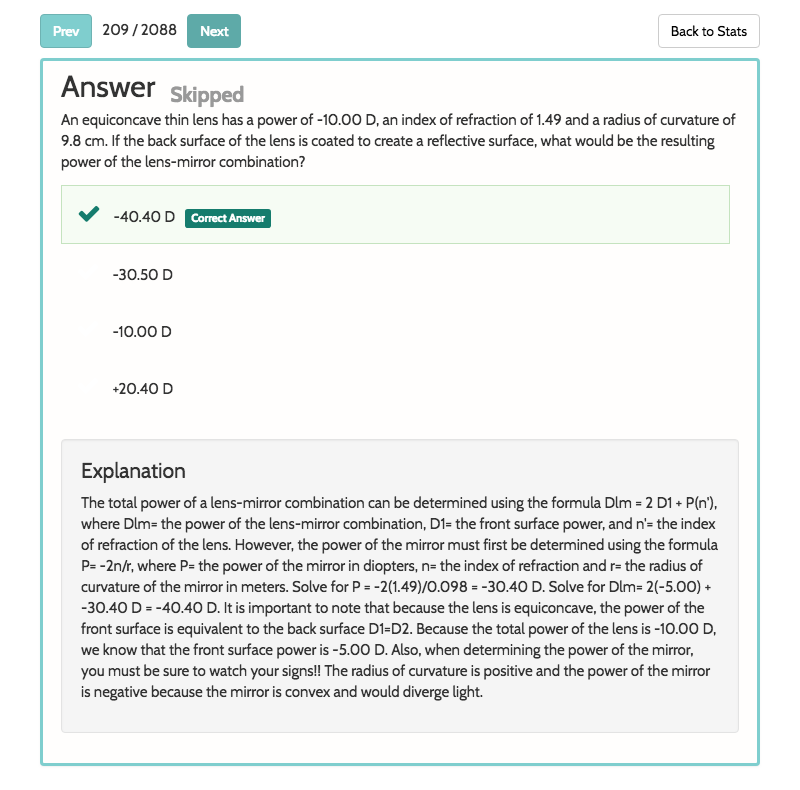 Prev 209 / 2088 Next Back to Stats
Answer Skipped
An equiconcave thin lens has a power of -10.00 D, an index of refraction of 1.49 and a radius of curvature of
9.8 cm. If the back surface of the lens is coated to create a reflective surface, what would be the resulting
power of the lens-mirror combination?
-40.40 D Correct Answer
-30.50 D
-10.00 D
+20.40 D
Explanation
The total power of a lens-mirror combination can be determined using the formula Dlm = 2 D1 + P(n'),
where Dlm= the power of the lens-mirror combination, D1= the front surface power, and n'= the index
of refraction of the lens. However, the power of the mirror must first be determined using the formula
P= -2n/r, where P= the power of the mirror in diopters, n= the index of refraction and r= the radius of
curvature of the mirror in meters. Solve for P = -2(1.49)/0.098 = -30.40 D. Solve for Dlm= 2(-5.00) +
-30.40 D = -40.40 D. It is important to note that because the lens is equiconcave, the power of the
front surface is equivalent to the back surface D1=D2. Because the total power of the lens is -10.00 D,
we know that the front surface power is -5.00 D. Also, when determining the power of the mirror,
you must be sure to watch your signs!! The radius of curvature is positive and the power of the mirror
is negative because the mirror is convex and would diverge light.